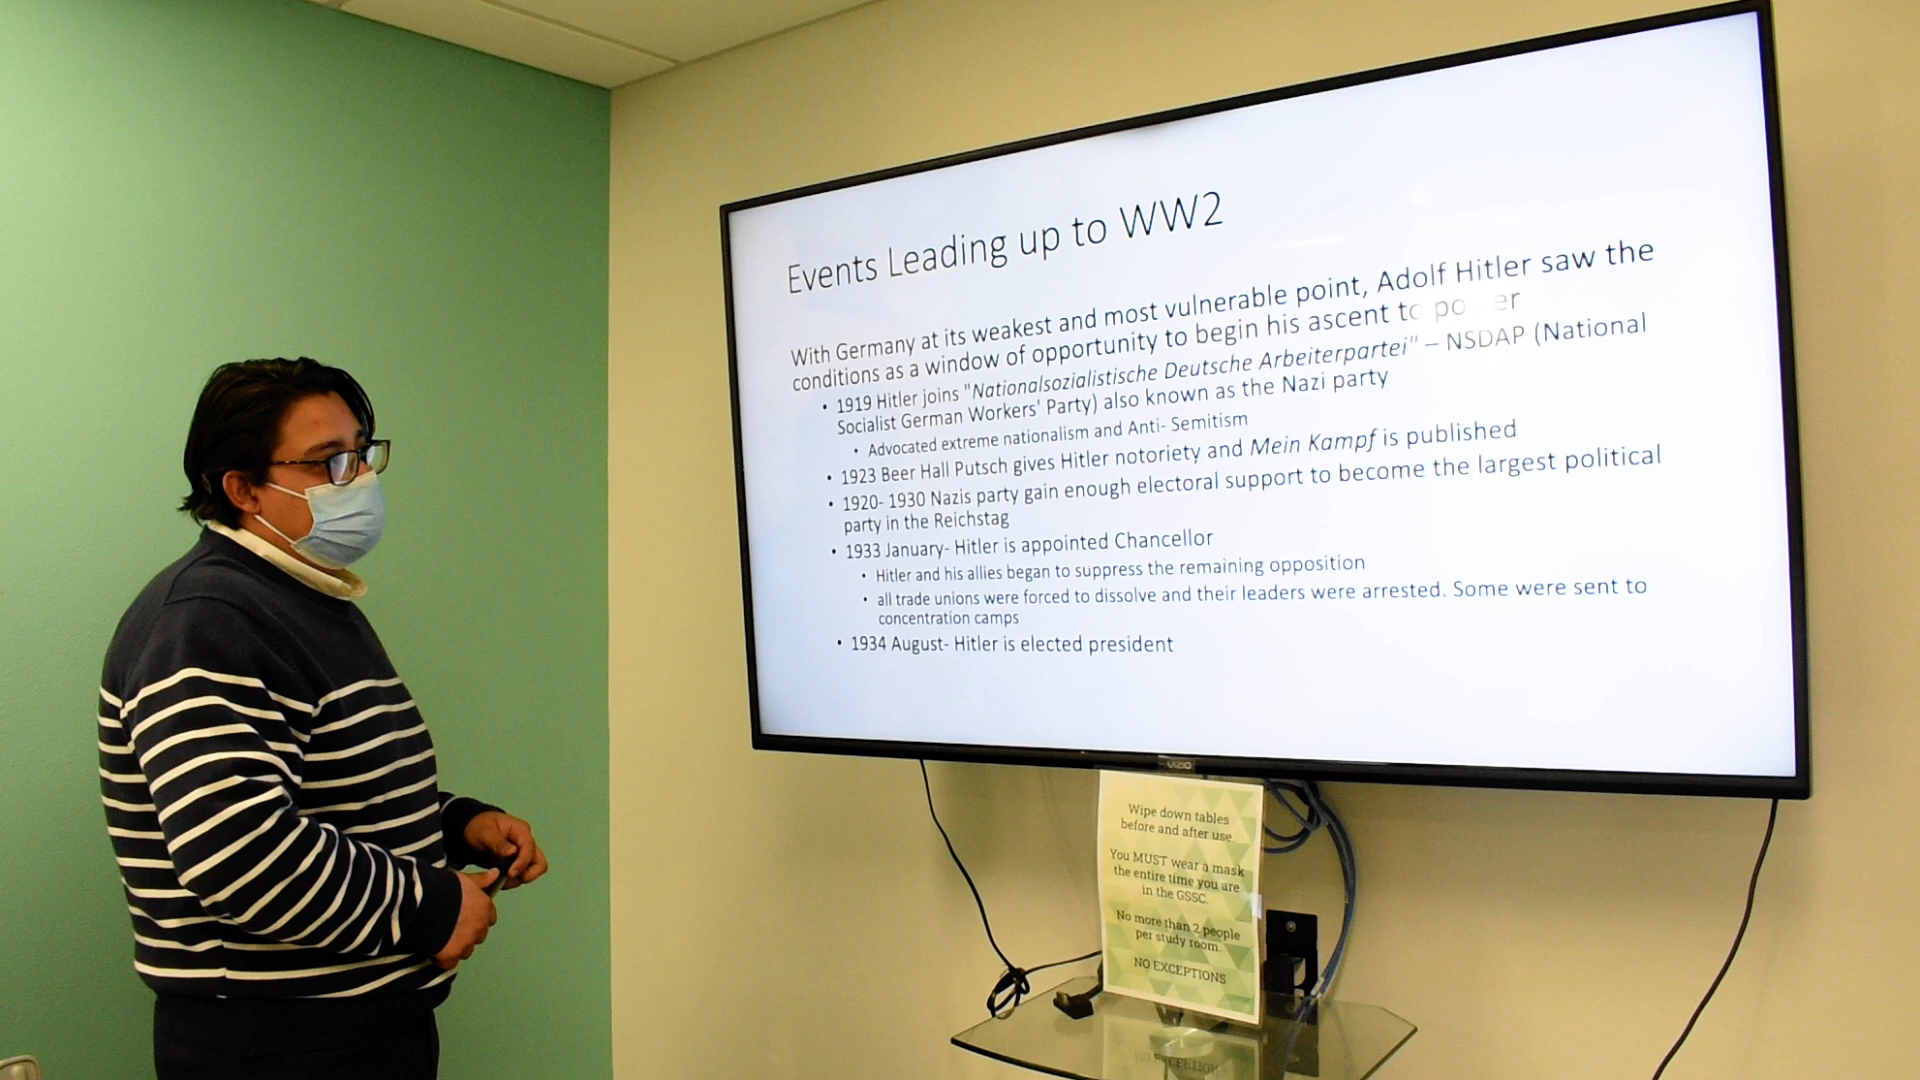 Events Leading up to WW2
With Germany at its weakest and most vulnerable point, Adolf Hitler saw the
conditions as a window of opportunity to begin his ascent to power
• 1919 Hitler joins "Nationalsozialistische Deutsche Arbeiterpartei" – NSDAP (National
Socialist German Workers' Party) also known as the Nazi party
• Advocated extreme nationalism and Anti- Semitism
• 1923 Beer Hall Putsch gives Hitler notoriety and Mein Kampf is published
• 1920- 1930 Nazis party gain enough electoral support to become the largest political
party in the Reichstag
• 1933 January- Hitler is appointed Chancellor
• Hitler and his allies began to suppress the remaining opposition
• all trade unions were forced to dissolve and their leaders were arrested. Some were sent to
concentration camps
• 1934 August- Hitler is elected president
VIZIO
Wipe down tables
before and after use
You MUST wear a mask
the entire time you are
in the GSSC.
No more than 2 people
per study room.
NO EXCEPTIONS